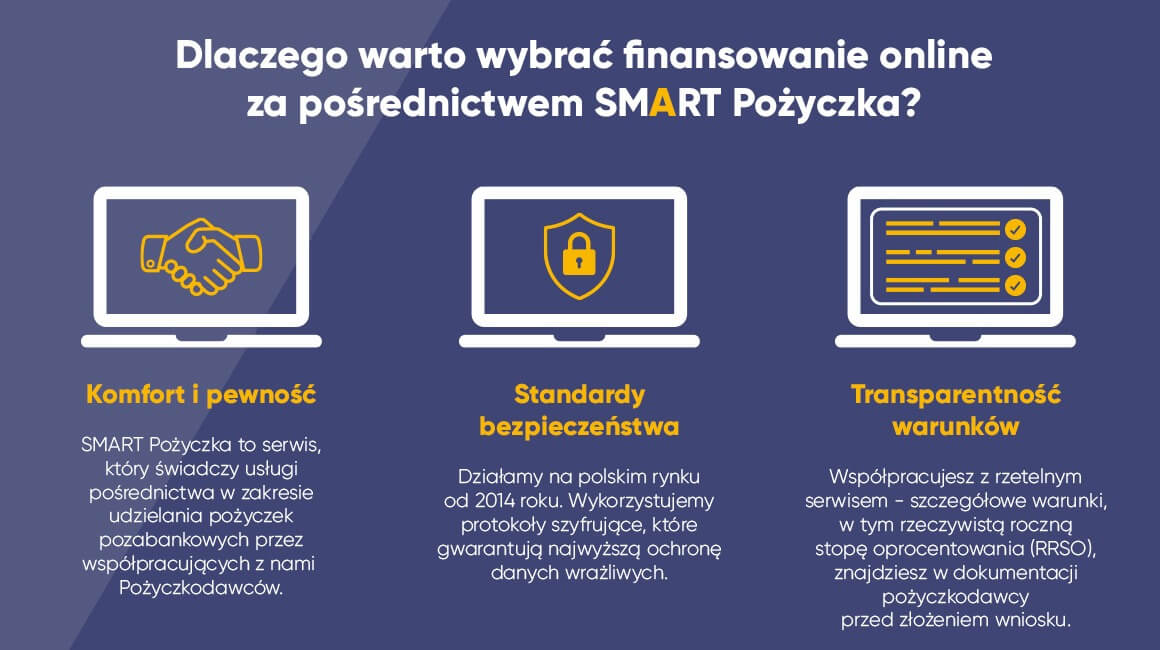 Dlaczego warto wybrać finansowanie online
za pośrednictwem SMART Pożyczka?
Komfort i pewność
SMART Pożyczka to serwis,
który świadczy usługi
pośrednictwa w zakresie
udzielania pożyczek
pozabankowych przez
współpracujących z nami
Pożyczkodawców.
Standardy
bezpieczeństwa
Działamy na polskim rynku
od 2014 roku. Wykorzystujemy
protokoły szyfrujące, które
gwarantują najwyższą ochronę
danych wrażliwych.
Transparentność
warunków
Współpracujesz z rzetelnym
serwisem - szczegółowe warunki,
w tym rzeczywistą roczną
stopę oprocentowania (RRSO),
znajdziesz w dokumentacji
pożyczkodawcy
przed złożeniem wniosku.